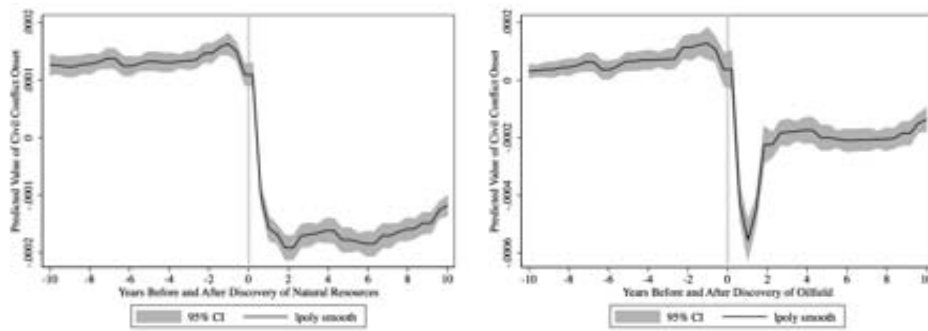 Predicted Value of Civil Conflict Onset
.0002
.0001
0
-.0001
-.0002
-10 -8 -6 -4 -2 0 2 4 6 8 10
Years Before and After Discovery of Natural Resources
95% CI lpoly smooth
Predicted Value of Civil Conflict Onset
.0002
0
-.0002
-.0004
-.0006
-10 -8 -6 -4 -2 0 2 4 6 8 10
Years Before and After Discovery of Oilfield
95% CI lpoly smooth